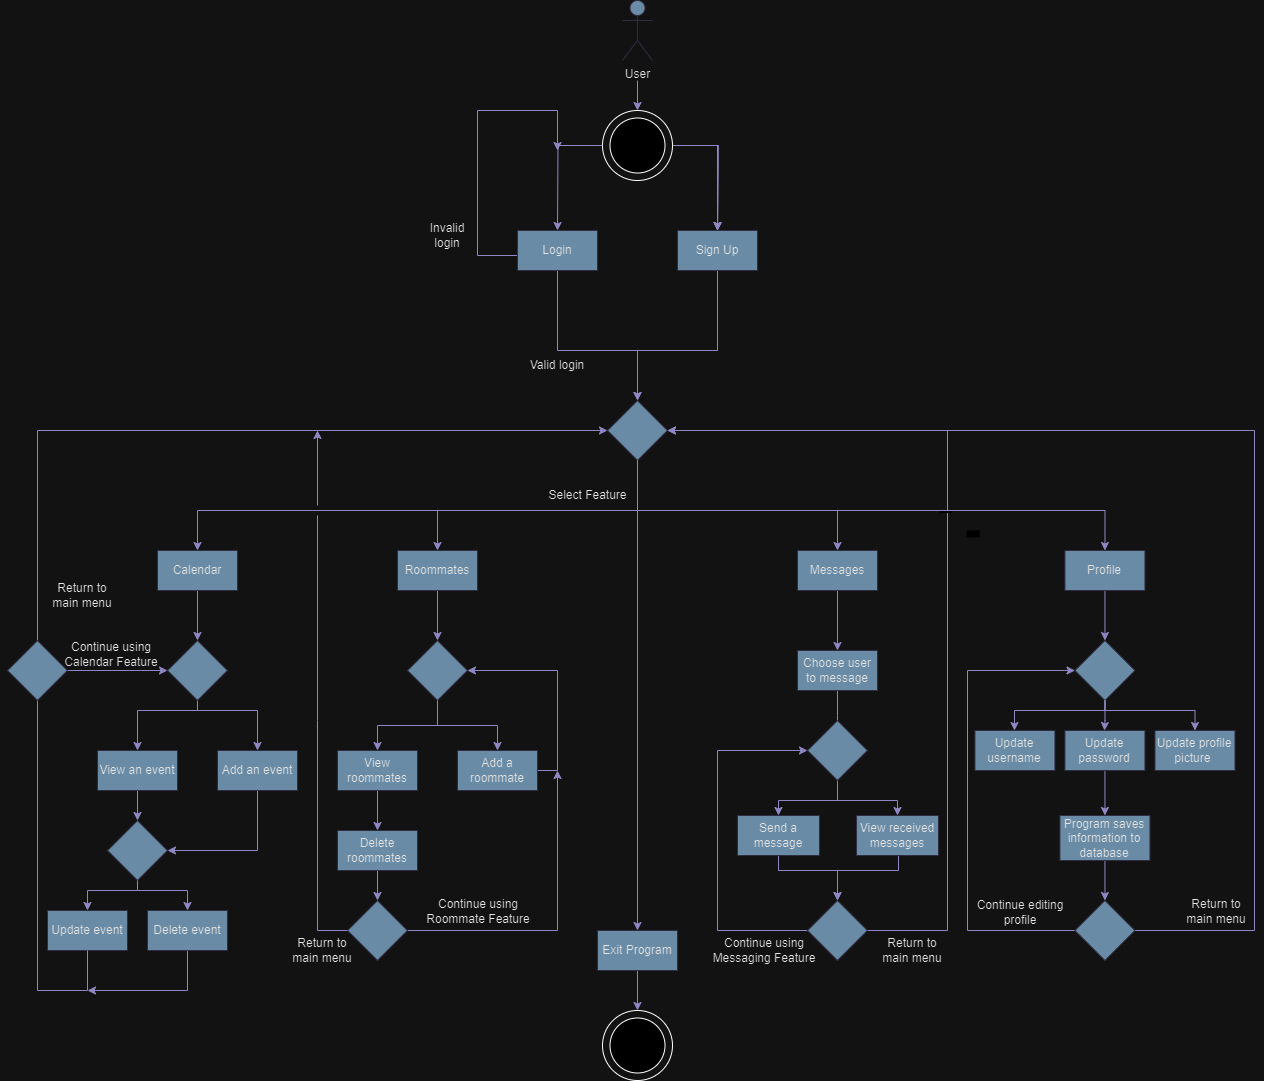 User
Invalid
login
Login
Sign Up
Valid login
Select Feature
Calendar
Roommates
Messages
Profile
Return to
main menu
Continue using
Calendar Feature
Choose user
to message
View an event
Add an event
View
roommates
Add a
roommate
Update
username
Update
password
Update profile
picture
Delete
roommates
Send a
message
View received
messages
Program saves
information to
database
Update event
Delete event
Continue using
Roommate Feature
Return to
main menu
Exit Program
Continue using
Messaging Feature
Return to
main menu
Continue editing
profile
Return to
main menu